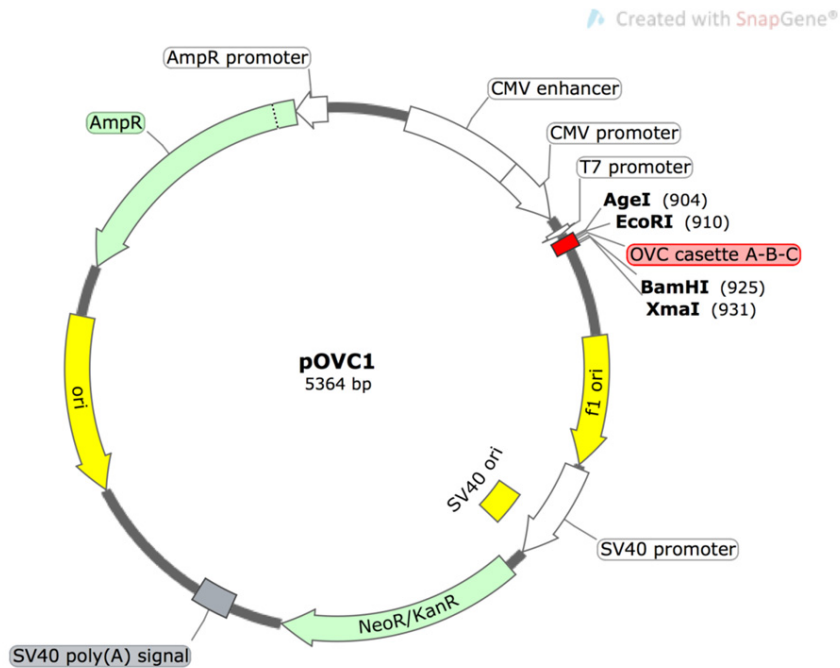 Created with SnapGene®
AmpR promoter
CMV enhancer
AmpR
CMV promoter
T7 promoter
AgeI (904)
EcoRI (910)
OVC casette A-B-C
BamHI (925)
XmaI (931)
pOVC1
5364 bp
ori
f1 ori
SV40 ori
SV40 promoter
NeoR/KanR
SV40 poly(A) signal